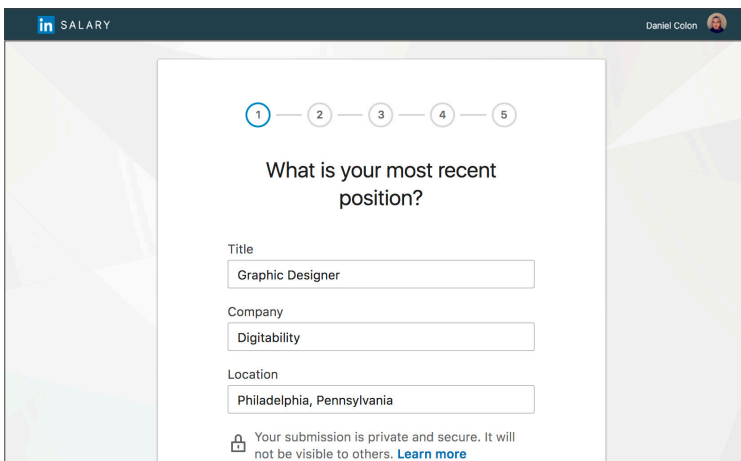 in SALARY
Daniel Colon
1 2 3 4 5
What is your most recent
position?
Title
Graphic Designer
Company
Digitability
Location
Philadelphia, Pennsylvania
Your submission is private and secure. It will
not be visible to others. Learn more